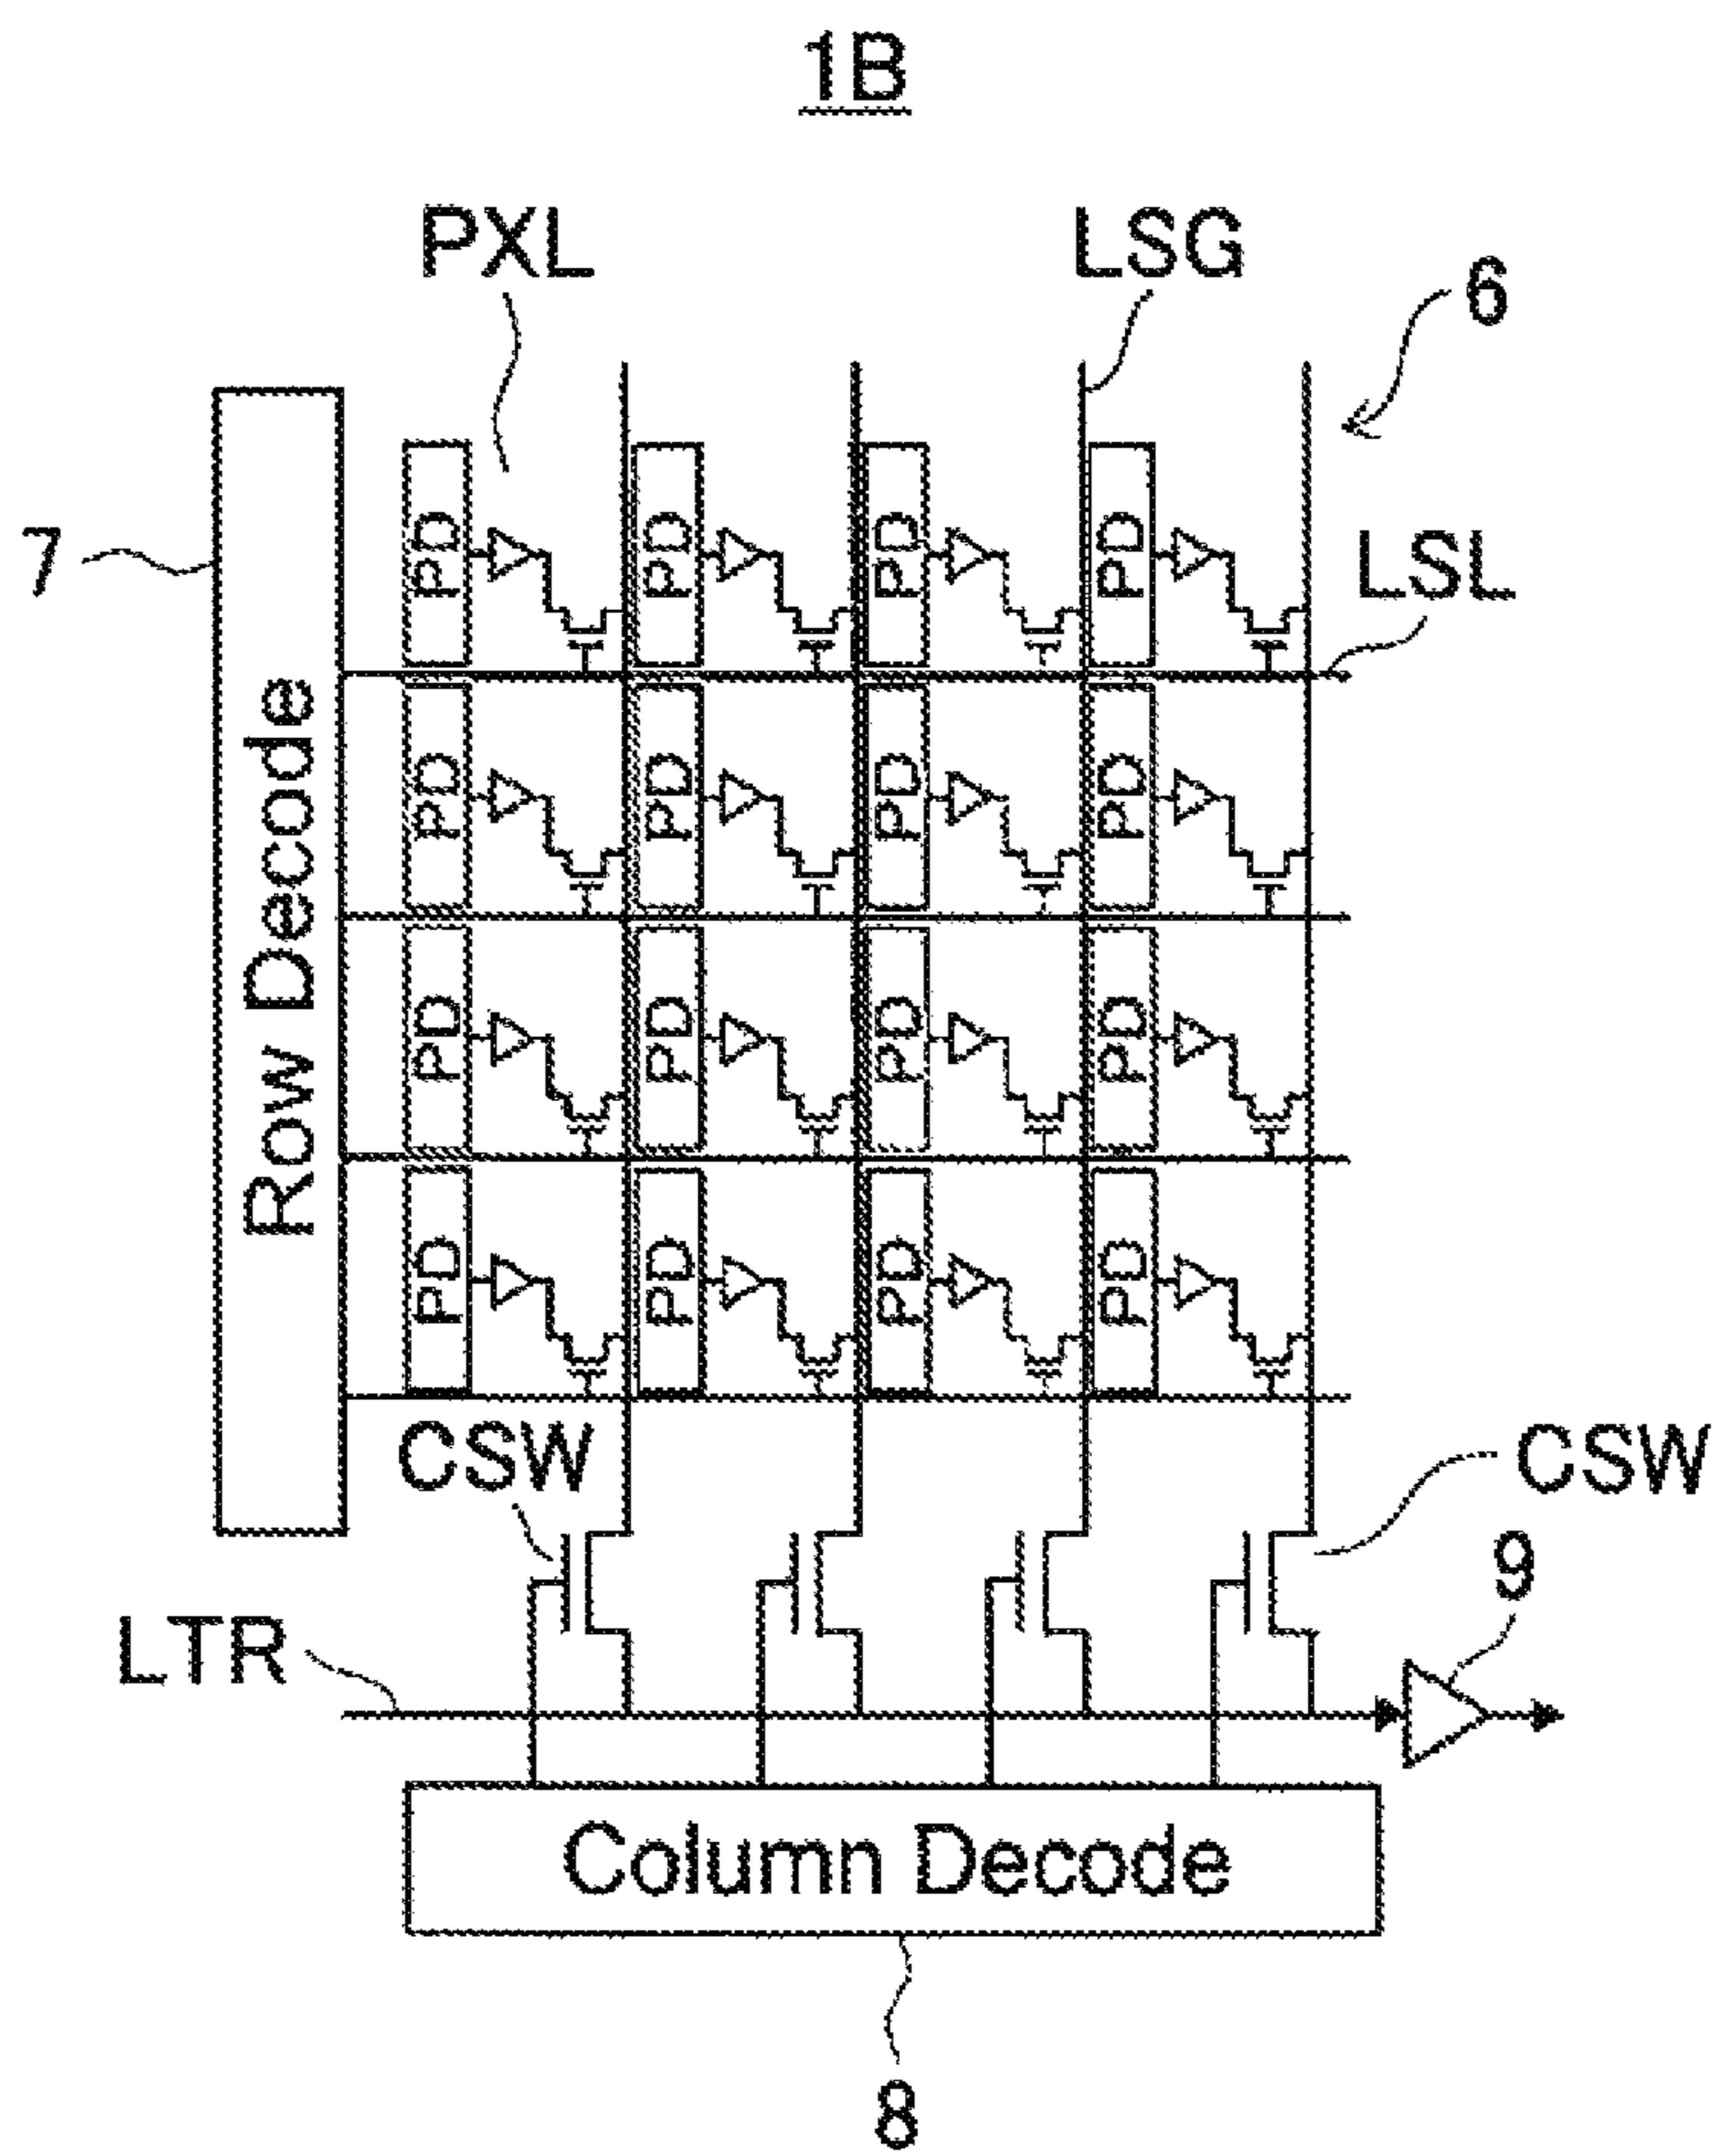 1B
PXL
LSG
6
7
PD PD PD PD
LSL
Row Decode
PD PD PD PD
PD PD PD PD
PD PD PD PD
CSW
CSW
9
LTR
Column Decode
8